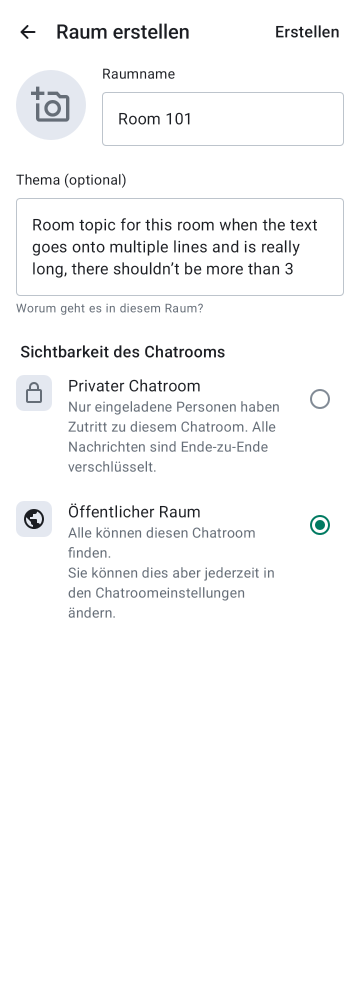 Raum erstellen
Erstellen
Raumname
Room 101
Thema (optional)
Room topic for this room when the text
goes onto multiple lines and is really
long, there shouldn’t be more than 3
Worum geht es in diesem Raum?
Sichtbarkeit des Chatrooms
Privater Chatroom
Nur eingeladene Personen haben
Zutritt zu diesem Chatroom. Alle
Nachrichten sind Ende-zu-Ende
verschlüsselt.
Öffentlicher Raum
Alle können diesen Chatroom
finden.
Sie können dies aber jederzeit in
den Chatroomeinstellungen
ändern.